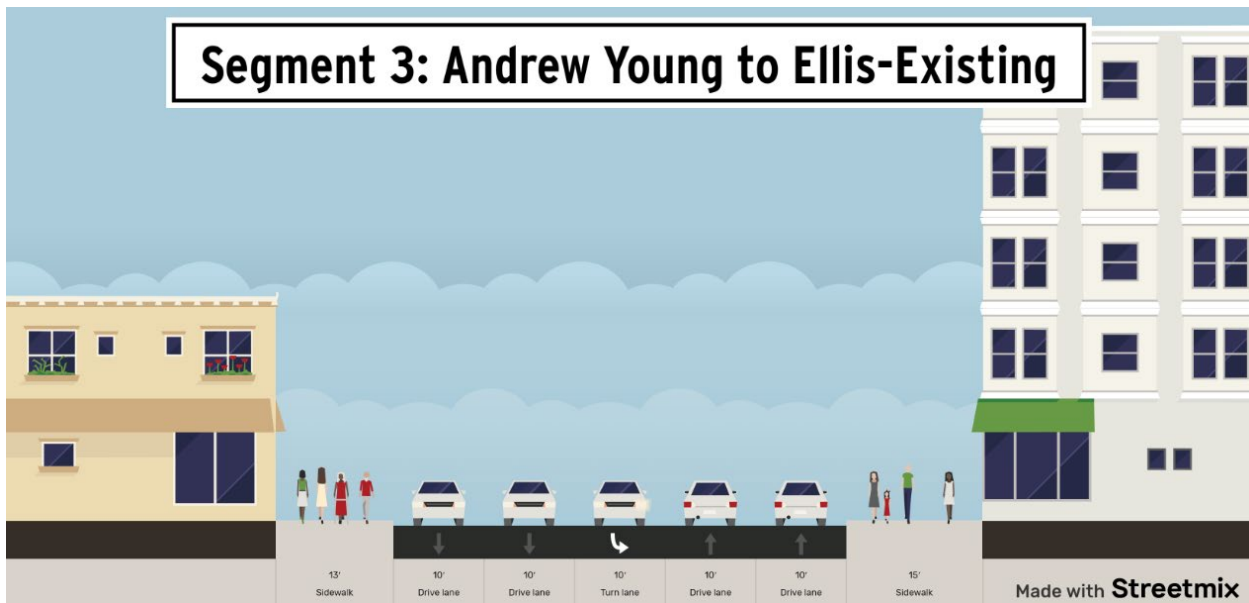 Segment 3: Andrew Young to Ellis-Existing
13' 10' 10' 10' 10' 10' 15'
Sidewalk Drive lane Drive lane Turn lane Drive lane Drive lane Sidewalk
Made with Streetmix